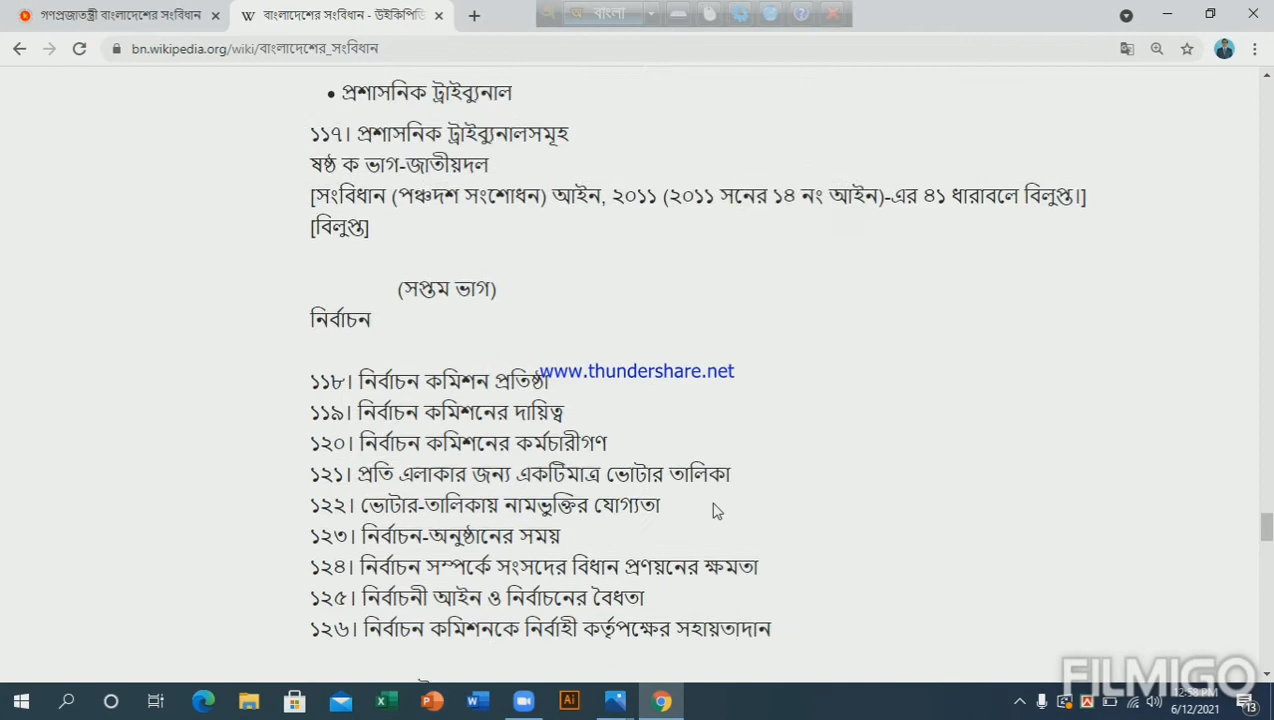 গণপ্রজাতন্ত্রী বাংলাদেশের সংবিধান
বাংলাদেশের সংবিধান - উইকিপিডি
বাংলা
bn.wikipedia.org/wiki/বাংলাদেশের_সংবিধান
• প্রশাসনিক ট্রাইব্যুনাল
১১৭। প্রশাসনিক ট্রাইব্যুনালসমূহ
ষষ্ঠ ক ভাগ-জাতীয়দল
[সংবিধান (পঞ্চদশ সংশোধন) আইন, ২০১১ (২০১১ সনের ১৪ নং আইন)-এর ৪১ ধারাবলে বিলুপ্ত।]
[বিলুপ্ত]
(সপ্তম ভাগ)
নির্বাচন
www.thundershare.net
১১৮। নির্বাচন কমিশন প্রতিষ্ঠা
১১৯। নির্বাচন কমিশনের দায়িত্ব
১২০। নির্বাচন কমিশনের কর্মচারীগণ
১২১। প্রতি এলাকার জন্য একটিমাত্র ভোটার তালিকা
১২২। ভোটার-তালিকায় নামভুক্তির যোগ্যতা
১২৩। নির্বাচন-অনুষ্ঠানের সময়
১২৪। নির্বাচন সম্পর্কে সংসদের বিধান প্রণয়নের ক্ষমতা
১২৫। নির্বাচনী আইন ও নির্বাচনের বৈধতা
১২৬। নির্বাচন কমিশনকে নির্বাহী কর্তৃপক্ষের সহায়তাদান
FILMIGO
12:58 PM
6/12/2021
13